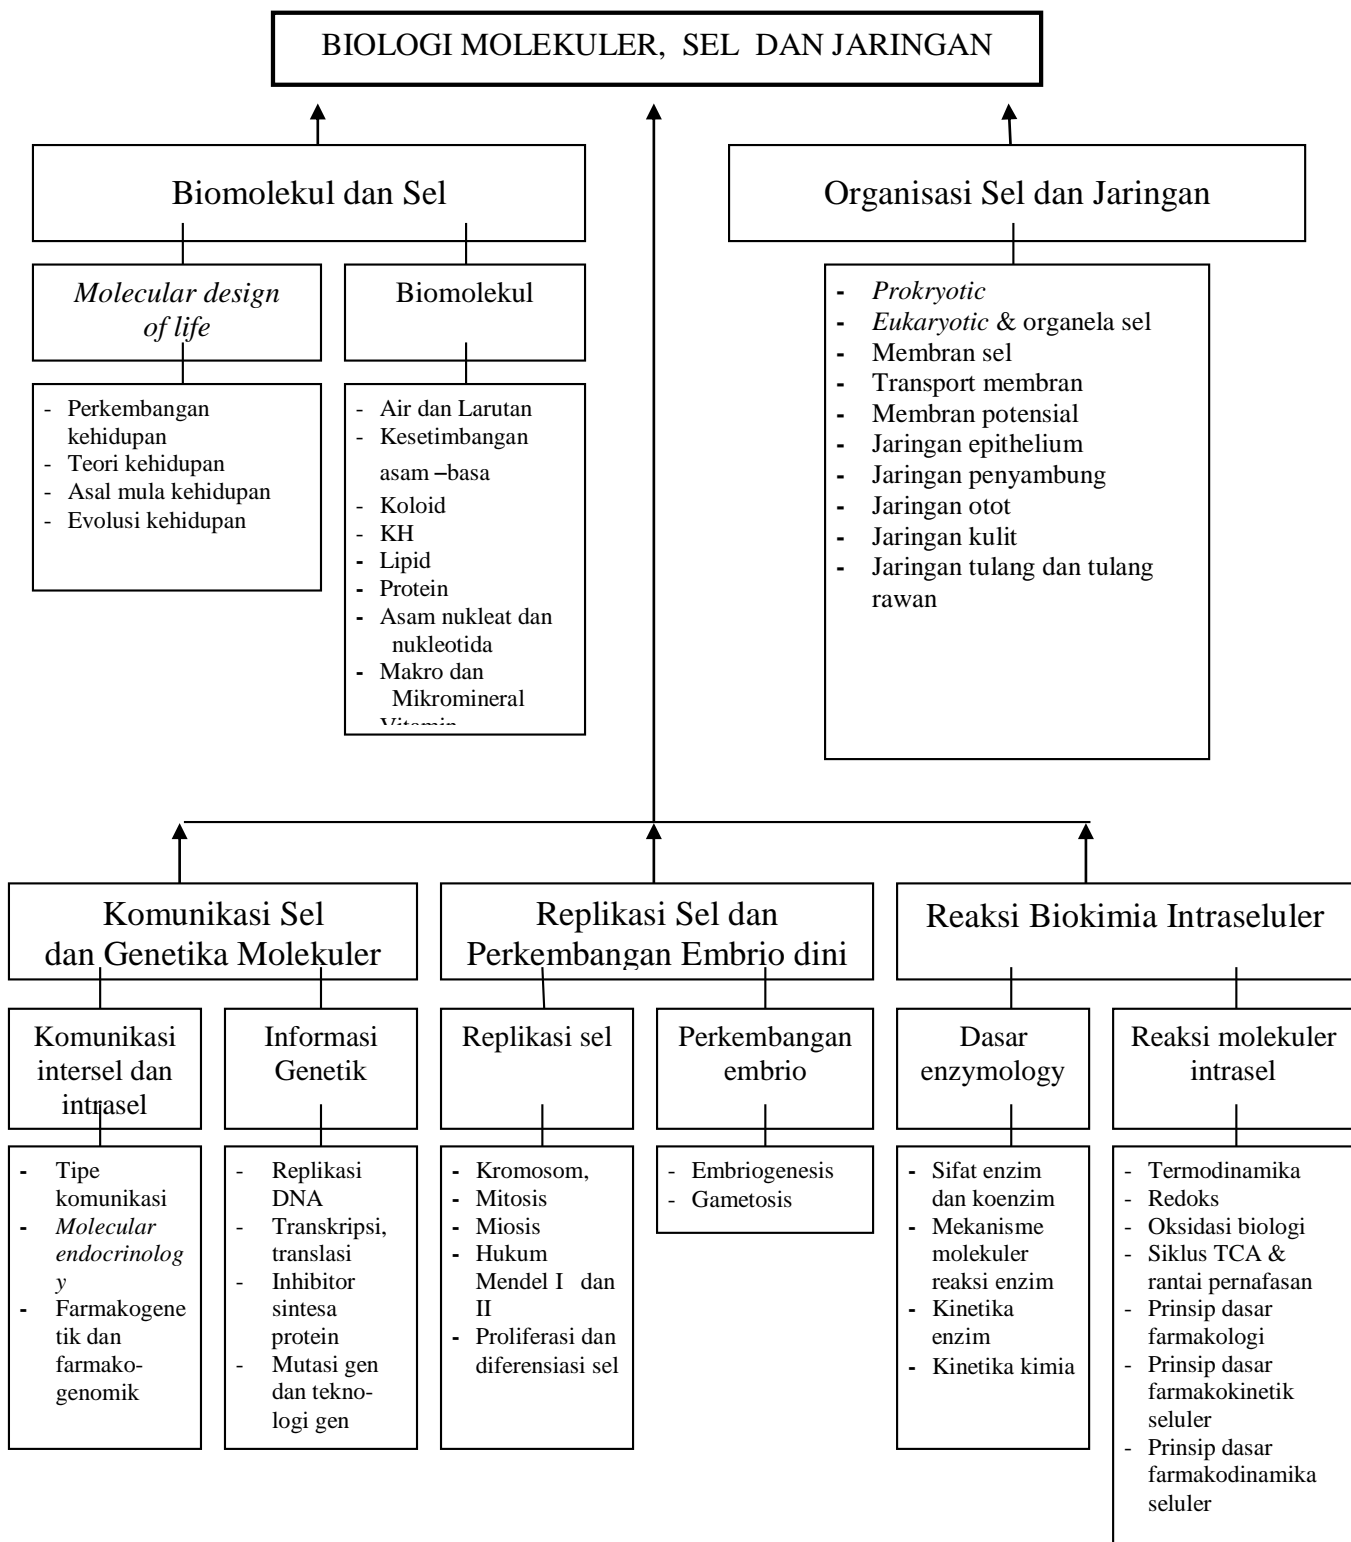 BIOLOGI MOLEKULER, SEL DAN JARINGAN
Biomolekul dan Sel
Molecular design
of life
- Perkembangan
kehidupan
- Teori kehidupan
- Asal mula kehidupan
- Evolusi kehidupan
Biomolekul
- Air dan Larutan
- Kesetimbangan
asam –basa
- Koloid
- KH
- Lipid
- Protein
- Asam nukleat dan
nukleotida
- Makro dan
Mikromineral
Vitamin
Organisasi Sel dan Jaringan
- Prokryotic
- Eukaryotic & organela sel
- Membran sel
- Transport membran
- Membran potensial
- Jaringan epithelium
- Jaringan penyambung
- Jaringan otot
- Jaringan kulit
- Jaringan tulang dan tulang
rawan
Komunikasi Sel
dan Genetika Molekuler
Komunikasi
intersel dan
intrasel
- Tipe
komunikasi
- Molecular
endocrinolog
y
- Farmakogene
tik dan
farmako-
genomik
Informasi
Genetik
- Replikasi
DNA
- Transkripsi,
translasi
- Inhibitor
sintesa
protein
- Mutasi gen
dan tekno-
logi gen
Replikasi Sel dan
Perkembangan Embrio dini
Replikasi sel
- Kromosom,
- Mitosis
- Miosis
- Hukum
Mendel I dan
II
- Proliferasi dan
diferensiasi sel
Perkembangan
embrio
- Embriogenesis
- Gametosis
Reaksi Biokimia Intraseluler
Dasar
enzymology
- Sifat enzim
dan koenzim
- Mekanisme
molekuler
reaksi enzim
- Kinetika
enzim
- Kinetika kimia
Reaksi molekuler
intrasel
- Termodinamika
- Redoks
- Oksidasi biologi
- Siklus TCA &
rantai pernafasan
- Prinsip dasar
farmakologi
- Prinsip dasar
farmakokinetik
seluler
- Prinsip dasar
farmakodinamika
seluler